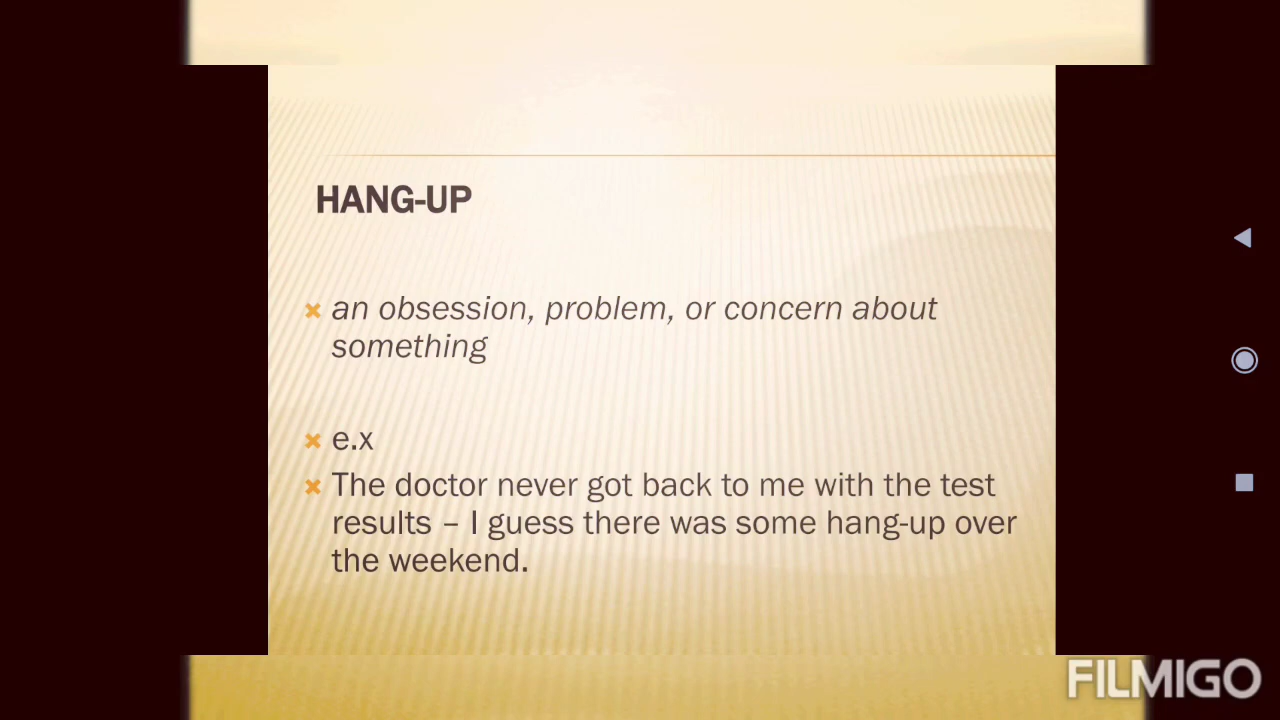 HANG-UP
an obsession, problem, or concern about
something
e.x
The doctor never got back to me with the test
results – I guess there was some hang-up over
the weekend.
FILMIGO